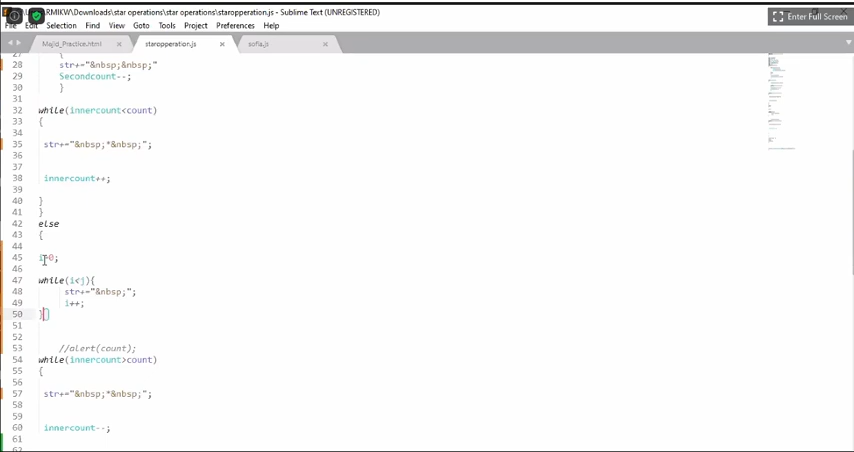 RMIKW\Downloads\star operations\star operations\staropperation.js - Sublime Text (UNREGISTERED)
Enter Full Screen
File Edit Selection Find View Goto Tools Project Preferences Help
Majid_Practice.html × staropperation.js × sofia.js ×
27 {
28 str+="&nbsp;&nbsp;"
29 Secondcount--;
30 }
31
32 while(innercount<count)
33 {
34
35 str+="&nbsp;*&nbsp;";
36
37
38 innercount++;
39
40 }
41 }
42 else
43 {
44
45 i=0;
46
47 while(i<j){
48 str+="&nbsp;";
49 i++;
50 }
51
52
53 //alert(count);
54 while(innercount>count)
55 {
56
57 str+="&nbsp;*&nbsp;";
58
59
60 innercount--;
61
62